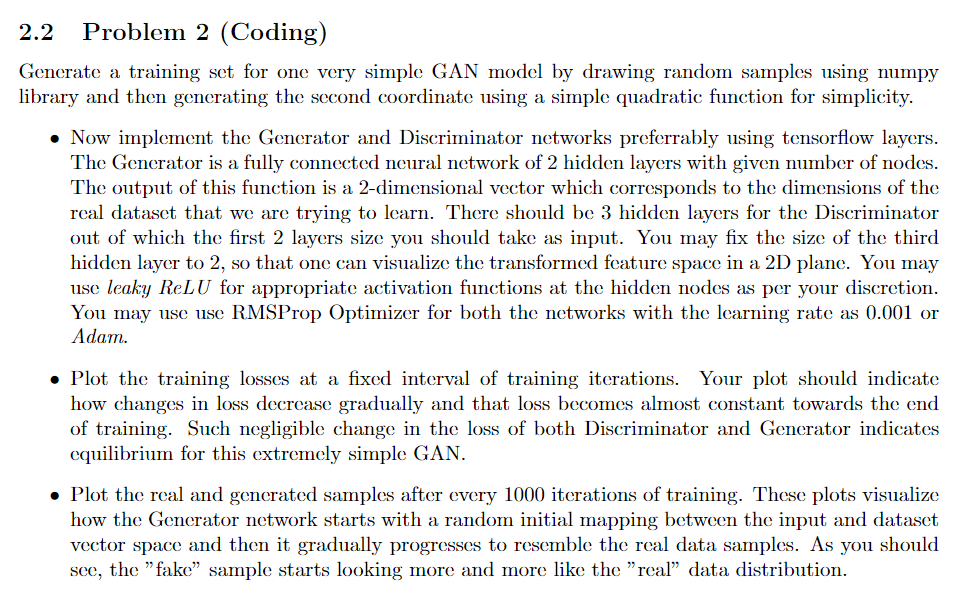 2.2 Problem 2 (Coding)
Generate a training set for one very simple GAN model by drawing random samples using numpy
library and then generating the second coordinate using a simple quadratic function for simplicity.
• Now implement the Generator and Discriminator networks preferrably using tensorflow layers.
The Generator is a fully connected neural network of 2 hidden layers with given number of nodes.
The output of this function is a 2-dimensional vector which corresponds to the dimensions of the
real dataset that we are trying to learn. There should be 3 hidden layers for the Discriminator
out of which the first 2 layers size you should take as input. You may fix the size of the third
hidden layer to 2, so that one can visualize the transformed feature space in a 2D plane. You may
use leaky ReLU for appropriate activation functions at the hidden nodes as per your discretion.
You may use use RMSProp Optimizer for both the networks with the learning rate as 0.001 or
Adam.
• Plot the training losses at a fixed interval of training iterations. Your plot should indicate
how changes in loss decrease gradually and that loss becomes almost constant towards the end
of training. Such negligible change in the loss of both Discriminator and Generator indicates
equilibrium for this extremely simple GAN.
• Plot the real and generated samples after every 1000 iterations of training. These plots visualize
how the Generator network starts with a random initial mapping between the input and dataset
vector space and then it gradually progresses to resemble the real data samples. As you should
see, the ”fake” sample starts looking more and more like the ”real” data distribution.